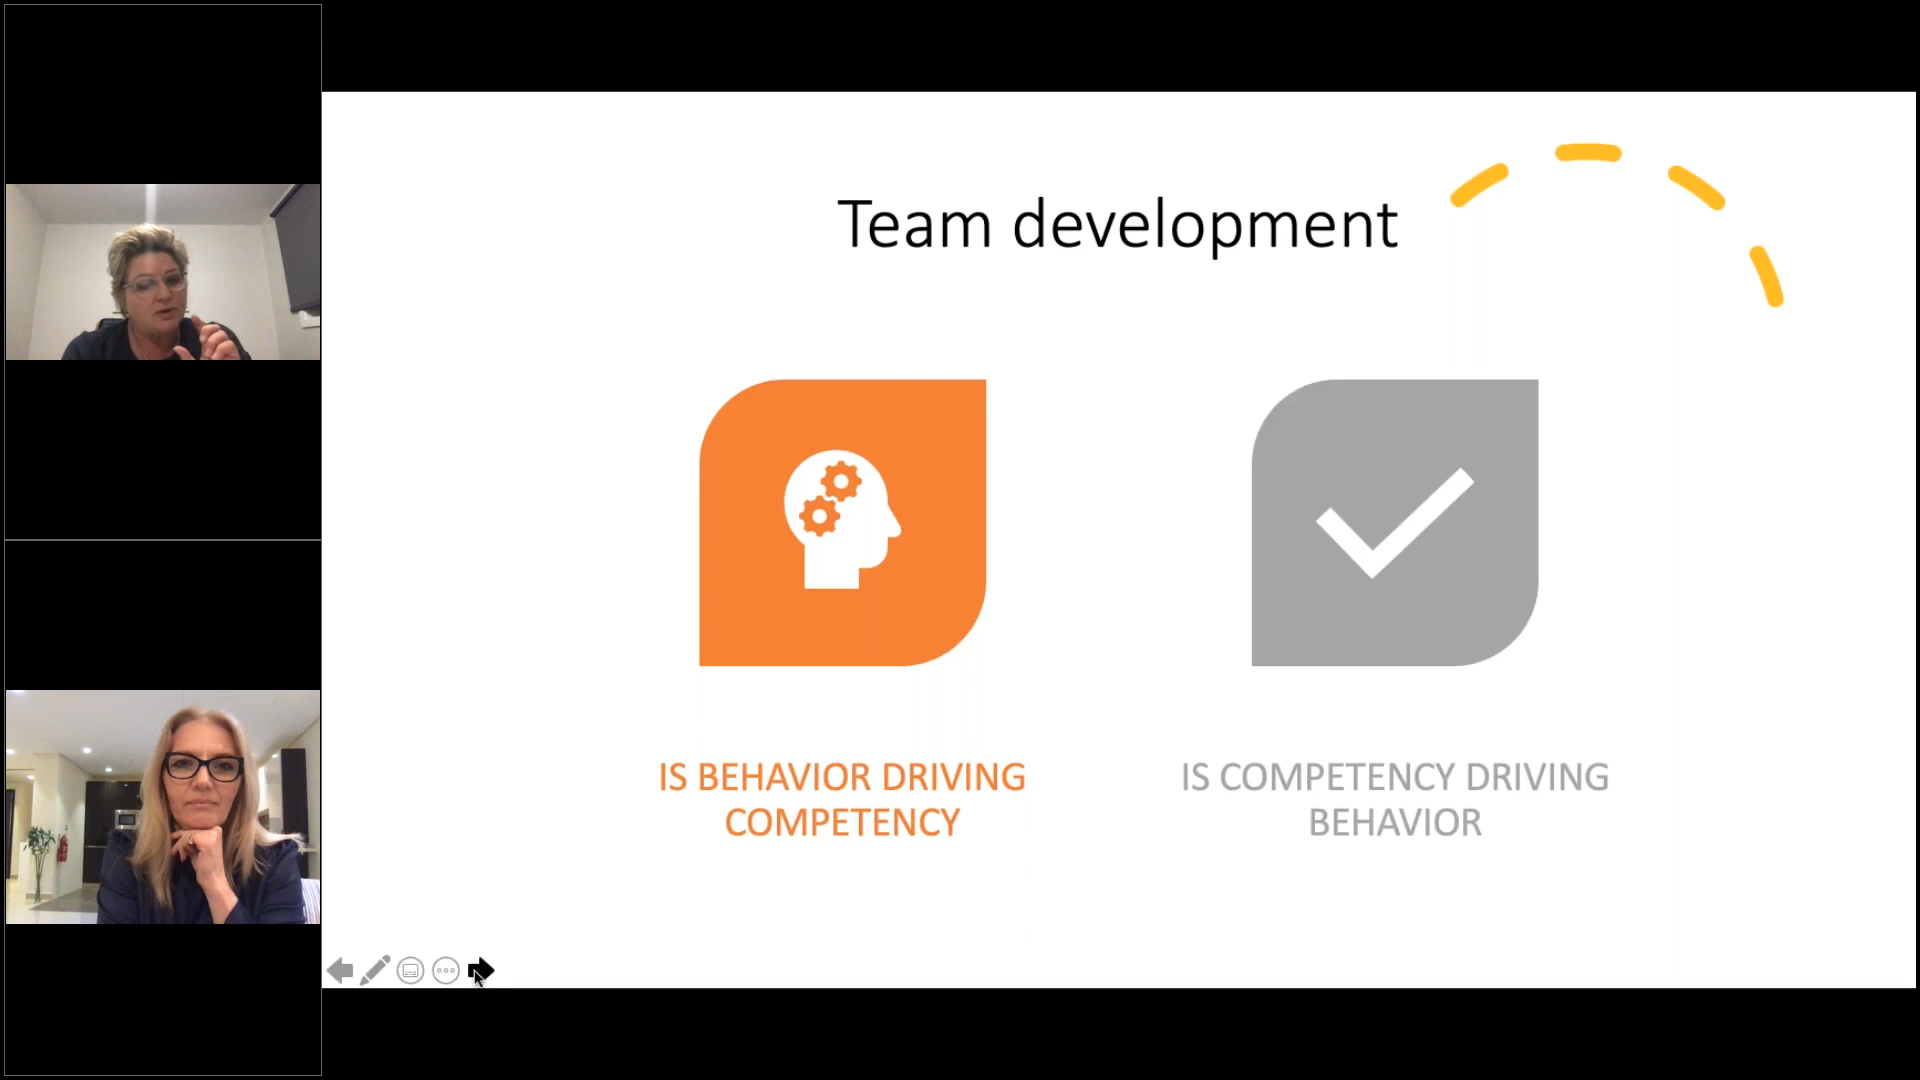 Team development
IS BEHAVIOR DRIVING
COMPETENCY
IS COMPETENCY DRIVING
BEHAVIOR